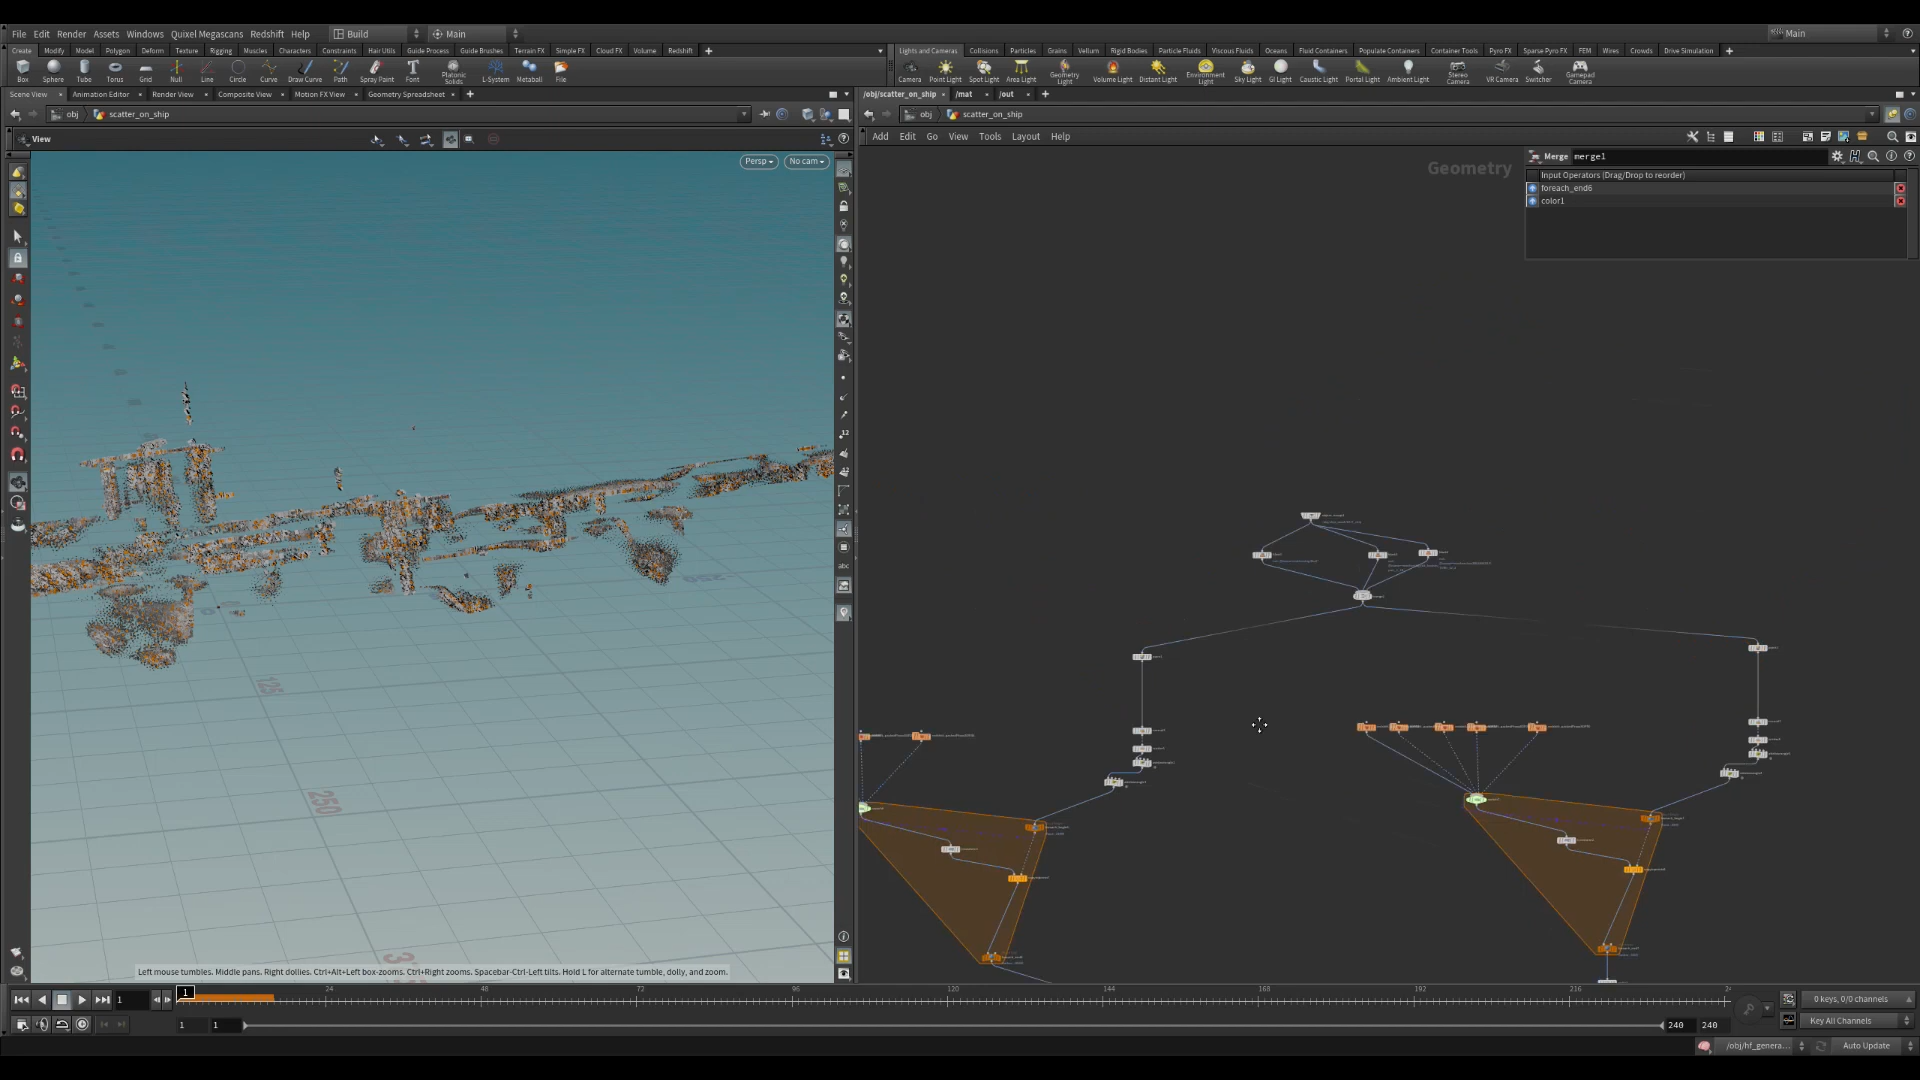 File Edit Render Assets Windows Quixel Megascans Redshift Help Build Main Main
Create Modify Model Polygon Deform Texture Rigging Muscles Characters Constraints Hair Utils Guide Process Guide Brushes Terrain FX Simple FX Cloud FX Volume Redshift
Lights and Cameras Collisions Particles Grains Vellum Rigid Bodies Particle Fluids Viscous Fluids Oceans Fluid Containers Populate Containers Container Tools Pyro FX Sparse Pyro FX FEM Wires Crowds Drive Simulation
Box Sphere Tube Torus Grid Null Line Circle Curve Draw Curve Path Spray Paint Font Platonic Solids L-System Metaball File
Camera Point Light Spot Light Area Light Geometry Light Volume Light Distant Light Environment Light Sky Light GI Light Caustic Light Portal Light Ambient Light Stereo Camera VR Camera Switcher Gamepad Camera
Scene View Animation Editor Render View Composite View Motion FX View Geometry Spreadsheet
/obj/scatter_on_ship /mat /out
obj scatter_on_ship
obj scatter_on_ship
View
Add Edit Go View Tools Layout Help
Persp No cam
Geometry
Merge merge1
Input Operators (Drag/Drop to reorder)
foreach_end6
color1
abc
125
250
Left mouse tumbles. Middle pans. Right dollies. Ctrl+Alt+Left box-zooms. Ctrl+Right zooms. Spacebar-Ctrl-Left tilts. Hold L for alternate tumble, dolly, and zoom.
1 1 24 48 72 96 120 144 168 192 216
0 keys, 0/0 channels
1 1 240 240
Key All Channels
/obj/hf_genera... Auto Update